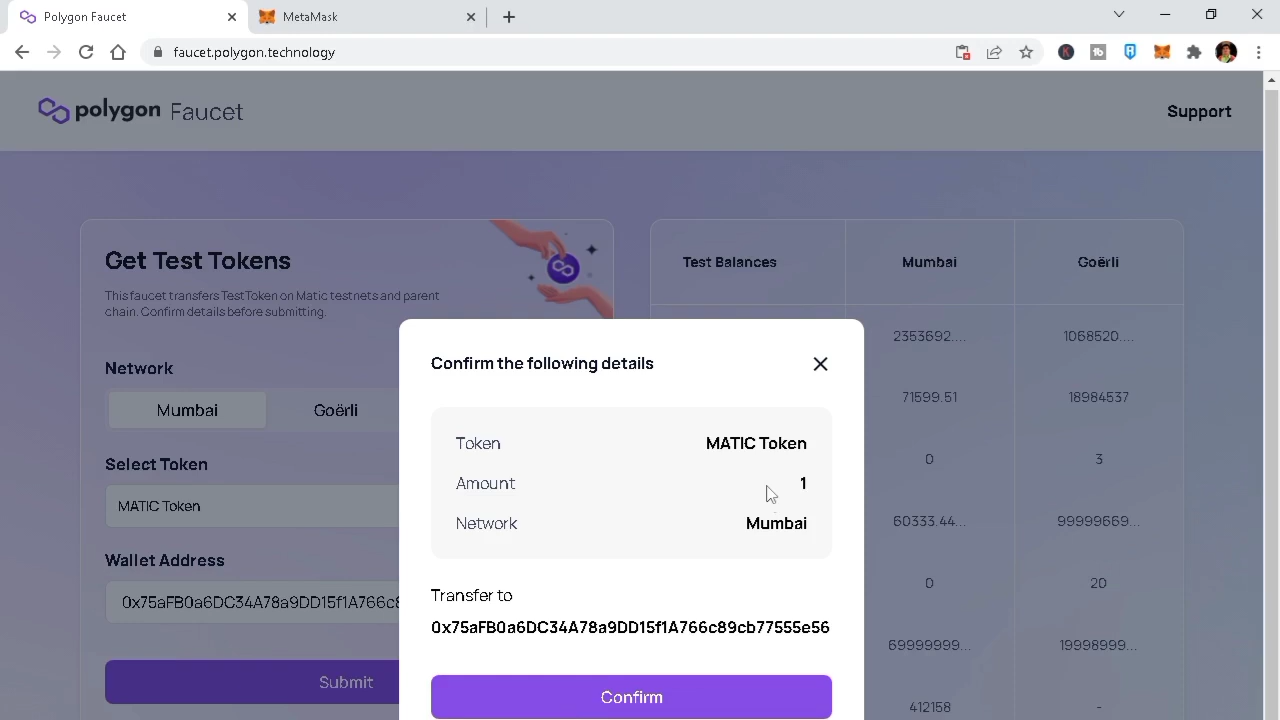 Polygon Faucet
MetaMask
faucet.polygon.technology
polygon Faucet
Support
Get Test Tokens
This faucet transfers TestToken on Matic testnets and parent
chain. Confirm details before submitting.
Network
Mumbai Goërli
Select Token
MATIC Token
Wallet Address
0x75aFB0a6DC34A78a9DD15f1A766c8
Submit
Test Balances Mumbai Goërli
2353692.... 1068520....
71599.51 18984537
0 3
60333.44... 99999669...
0 20
69999999... 19998999...
412158 -
Confirm the following details
Token MATIC Token
Amount 1
Network Mumbai
Transfer to
0x75aFB0a6DC34A78a9DD15f1A766c89cb77555e56
Confirm